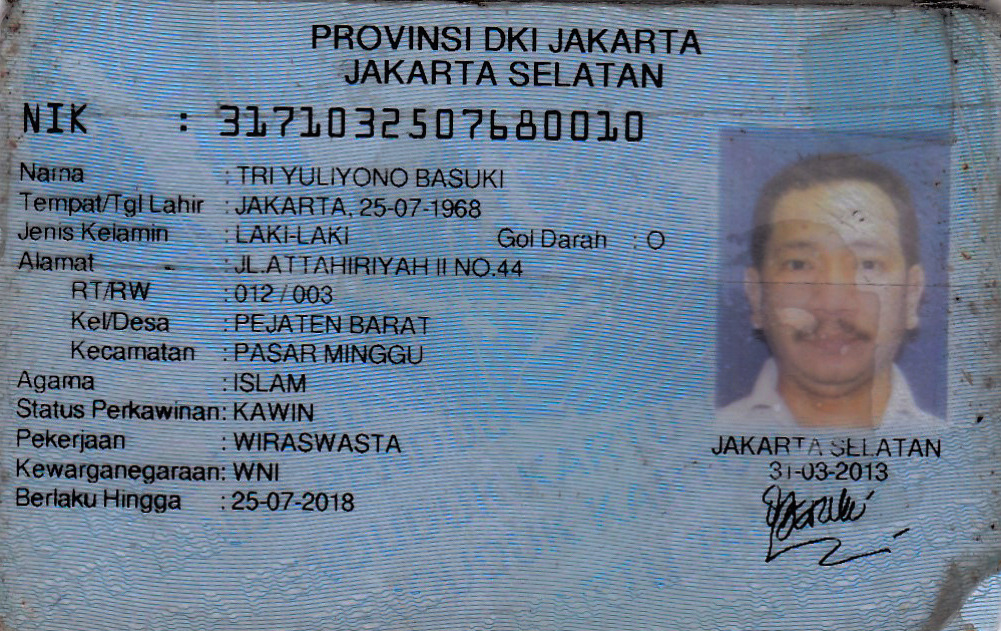 PROVINSI DKI JAKARTA
JAKARTA SELATAN
NIK : 3171032507680010
Nama : TRI YULIYONO BASUKI
Tempat/Tgl Lahir : JAKARTA, 25-07-1968
Jenis Kelamin : LAKI-LAKI Gol Darah : O
Alamat : JL.ATTAHIRIYAH II NO.44
RT/RW : 012 / 003
Kel/Desa : PEJATEN BARAT
Kecamatan : PASAR MINGGU
Agama : ISLAM
Status Perkawinan: KAWIN
Pekerjaan : WIRASWASTA
Kewarganegaraan: WNI
Berlaku Hingga : 25-07-2018
JAKARTA SELATAN
31-03-2013